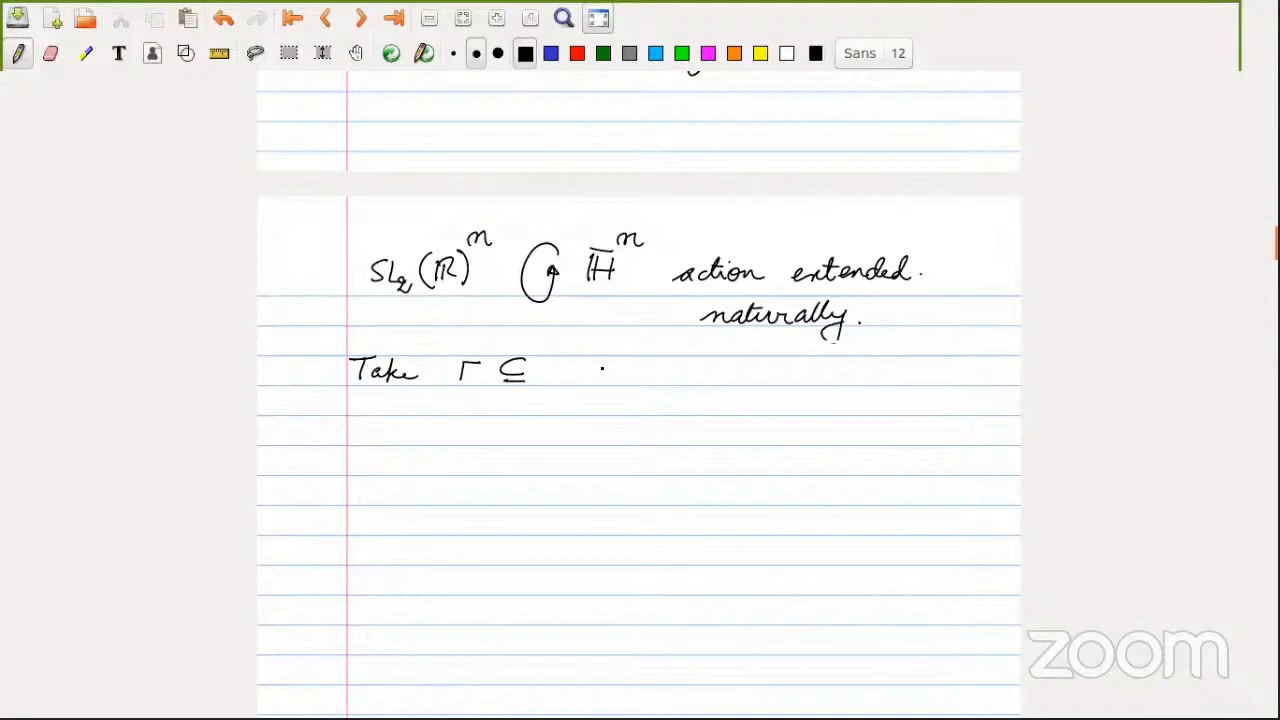 Sans 12
SL₂(ℝ)ⁿ ↻ ℍ̅ⁿ action extended.
naturally.
Take Γ ⊆
zoom